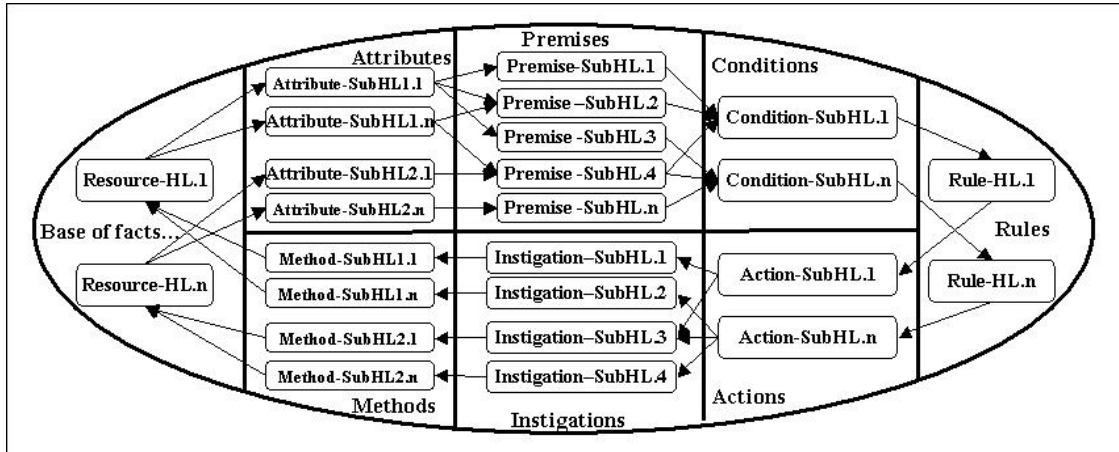 Attributes
Premises
Conditions
Attribute-SubHL1.1
Attribute-SubHL1.n
Attribute-SubHL2.1
Attribute-SubHL2.n
Premise-SubHL.1
Premise –SubHL.2
Premise -SubHL.3
Premise -SubHL.4
Premise -SubHL.n
Condition-SubHL.1
Condition-SubHL.n
Resource-HL.1
Base of facts...
Resource-HL.n
Rule-HL.1
Rules
Rule-HL.n
Method-SubHL1.1
Method-SubHL1.n
Method-SubHL2.1
Method-SubHL2.n
Instigation–SubHL.1
Instigation–SubHL.2
Instigation–SubHL.3
Instigation–SubHL.4
Action-SubHL.1
Action-SubHL.n
Methods
Instigations
Actions